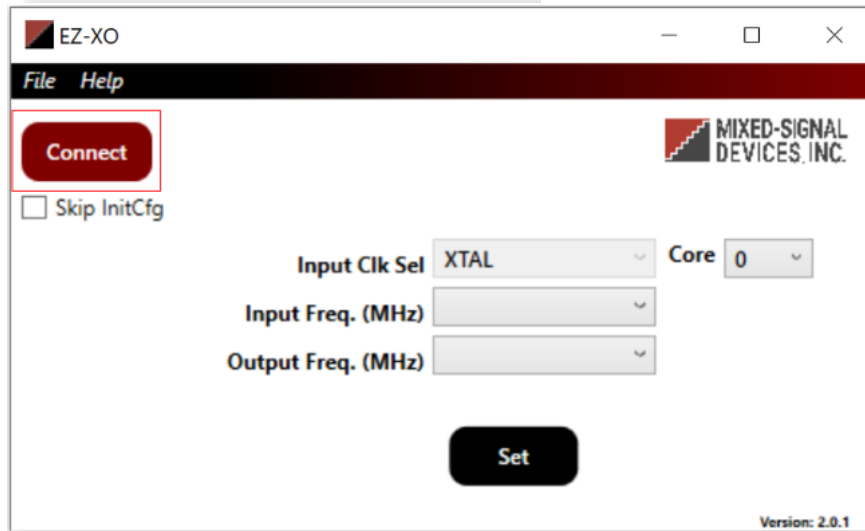 EZ-XO
File Help
Connect
MIXED-SIGNAL
DEVICES, INC.
Skip InitCfg
Input Clk Sel XTAL Core 0
Input Freq. (MHz)
Output Freq. (MHz)
Set
Version: 2.0.1